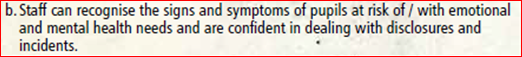 b. Staff can recognise the signs and symptoms of pupils at risk of / with emotional
and mental health needs and are confident in dealing with disclosures and
incidents.